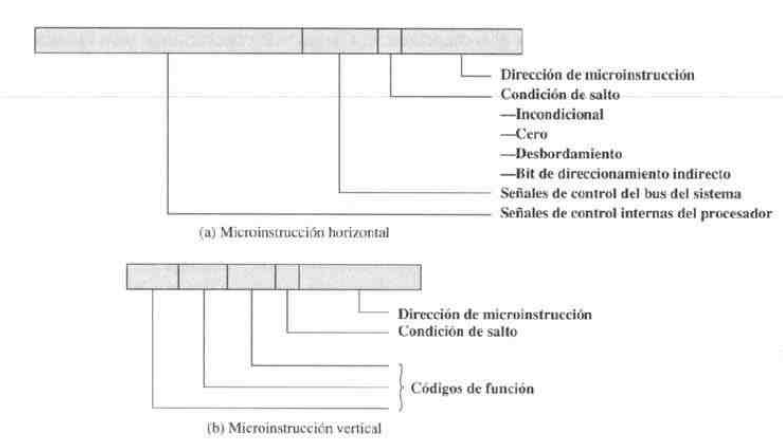 Dirección de microinstrucción
Condición de salto
—Incondicional
—Cero
—Desbordamiento
—Bit de direccionamiento indirecto
Señales de control del bus del sistema
Señales de control internas del procesador
(a) Microinstrucción horizontal
Dirección de microinstrucción
Condición de salto
Códigos de función
(b) Microinstrucción vertical